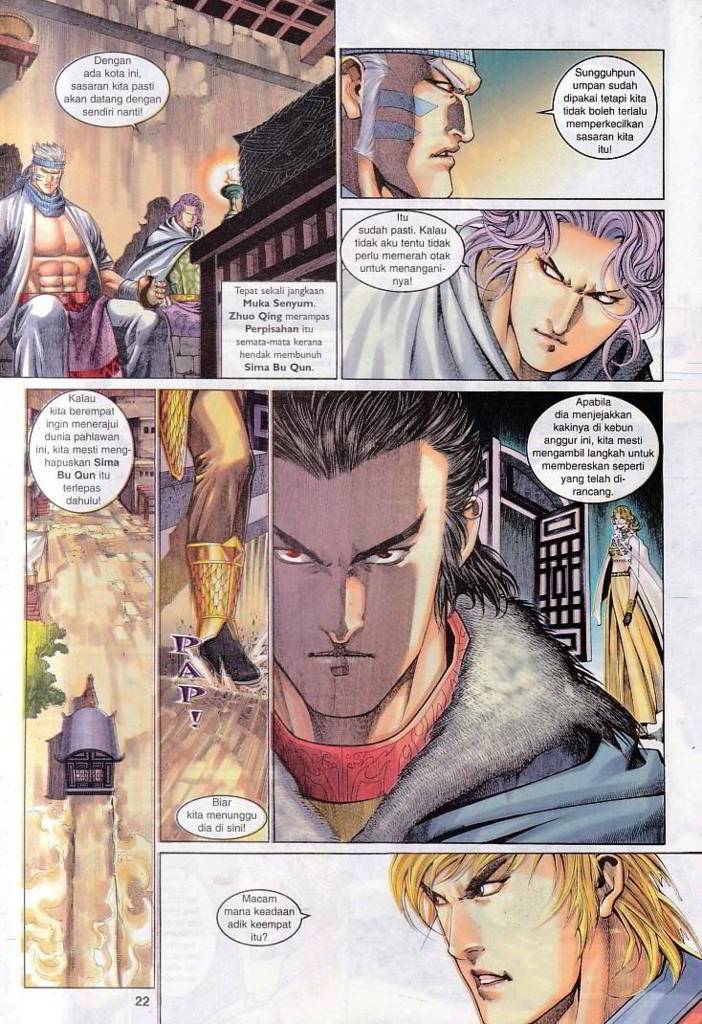 Dengan
ada kota ini,
sasaran kita pasti
akan datang dengan
sendiri nanti!
Tepat sekali jangkaan
Muka Senyum.
Zhuo Qing merampas
Perpisahan itu
semata-mata kerana
hendak membunuh
Sima Bu Qun.
Sungguhpun
umpan sudah
dipakai tetapi kita
tidak boleh terlalu
memperkecilkan
sasaran kita
itu!
Itu
sudah pasti. Kalau
tidak aku tentu tidak
perlu memerah otak
untuk menangani-
nya!
Kalau
kita berempat
ingin menerajui
dunia pahlawan
ini, kita mesti meng-
hapuskan Sima
Bu Qun itu
terlepas
dahulu!
PAP!
Biar
kita menunggu
dia di sini!
Apabila
dia menjejakkan
kakinya di kebun
anggur ini, kita mesti
mengambil langkah dan
membereskan seperti
yang telah di-
rancang.
Macam
mana keadaan
adik keempat
itu?
22